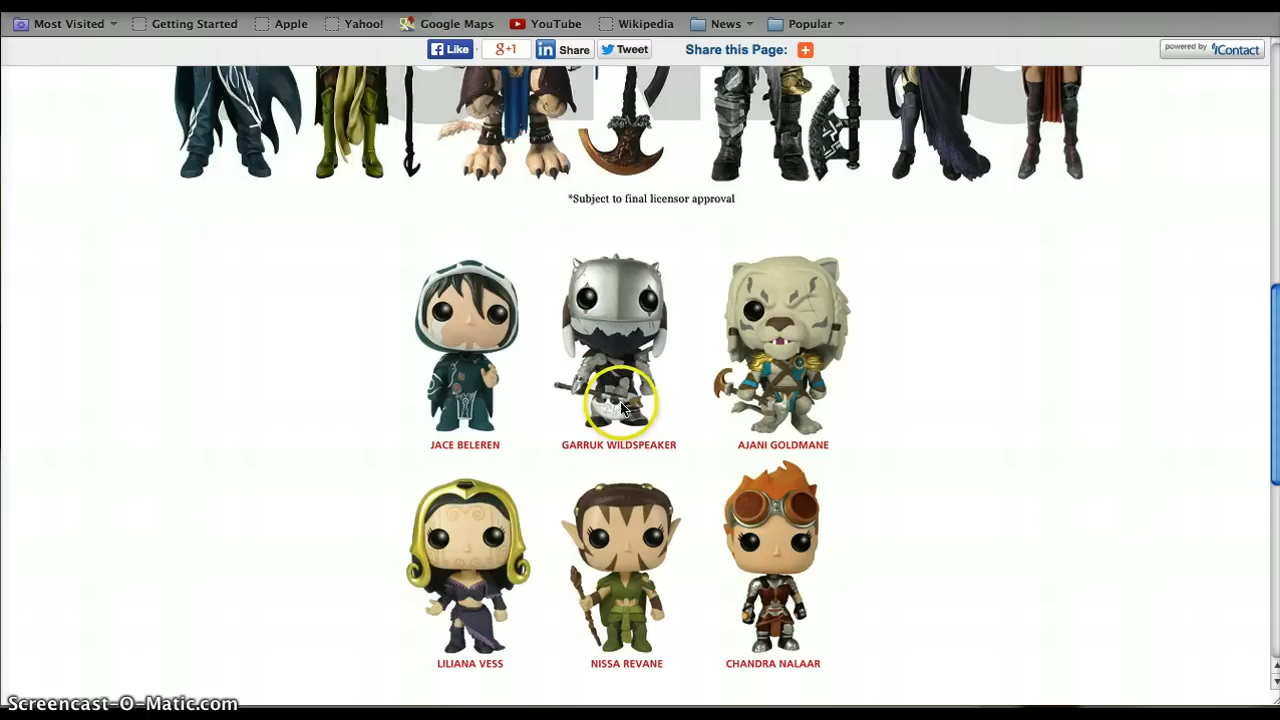 Most Visited Getting Started Apple Yahoo! Google Maps YouTube Wikipedia News Popular
Like g+1 in Share Tweet Share this Page: powered by iContact
*Subject to final licensor approval
JACE BELEREN GARRUK WILDSPEAKER AJANI GOLDMANE
LILIANA VESS NISSA REVANE CHANDRA NALAAR
Screencast-O-Matic.com